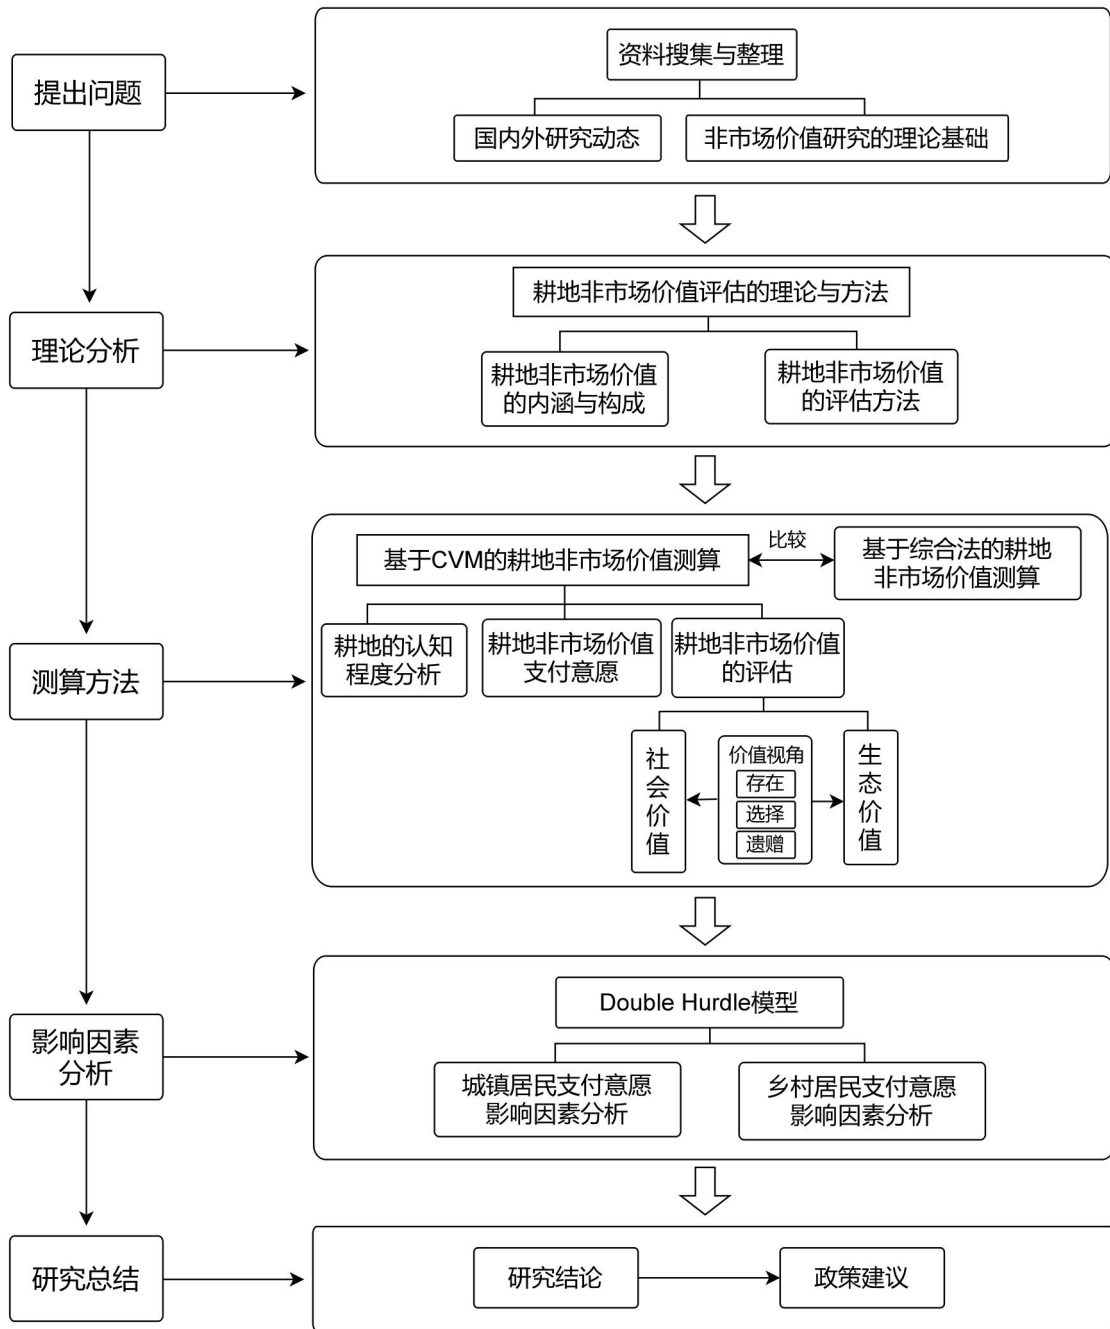 提出问题
资料搜集与整理
国内外研究动态
非市场价值研究的理论基础
理论分析
耕地非市场价值评估的理论与方法
耕地非市场价值
的内涵与构成
耕地非市场价值
的评估方法
测算方法
基于CVM的耕地非市场价值测算
比较
基于综合法的耕地
非市场价值测算
耕地的认知
程度分析
耕地非市场价值
支付意愿
耕地非市场价值
的评估
社会价值
价值视角
存在
选择
遗赠
生态价值
影响因素
分析
Double Hurdle模型
城镇居民支付意愿
影响因素分析
乡村居民支付意愿
影响因素分析
研究总结
研究结论
政策建议